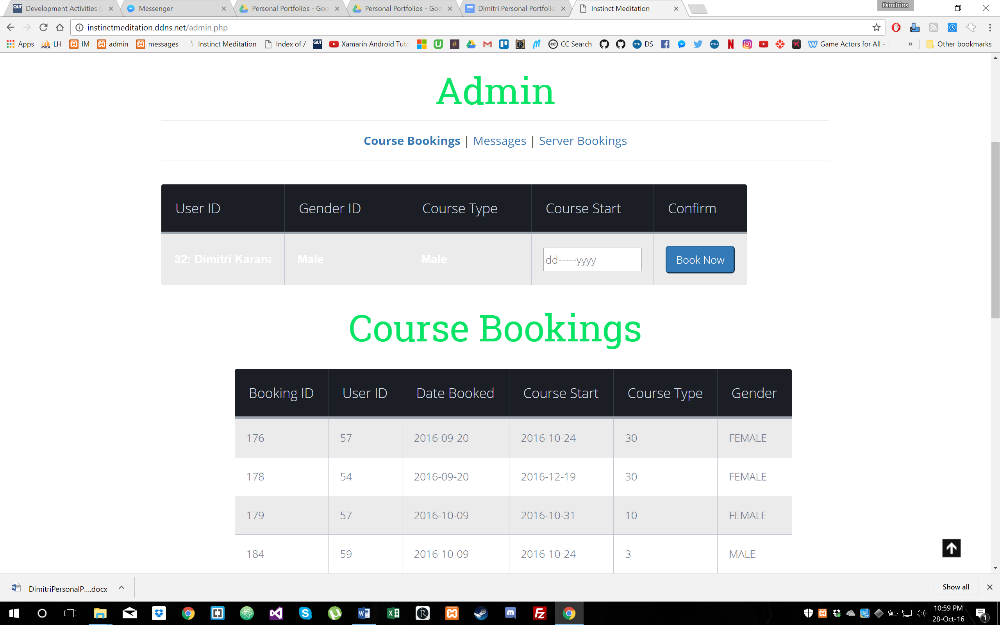 Development Activities (2
Messenger
Personal Portfolios - Goo
Personal Portfolios - Goo
Dimitri Personal Portfolio
Instinct Meditation
Dimitrios
instinctmeditation.ddns.net/admin.php
Apps
LH
IM
admin
messages
Instinct Meditation
Index of /
Xamarin Android Tuto
CC Search
DS
Game Actors for All -
»
Other bookmarks
Admin
Course Bookings | Messages | Server Bookings
User ID Gender ID Course Type Course Start Confirm
32: Dimitri Karana Male Male dd-----yyyy Book Now
Course Bookings
Booking ID User ID Date Booked Course Start Course Type Gender
176 57 2016-09-20 2016-10-24 30 FEMALE
178 54 2016-09-20 2016-12-19 30 FEMALE
179 57 2016-10-09 2016-10-31 10 FEMALE
184 59 2016-10-09 2016-10-24 3 MALE
DimitriPersonalP....docx
Show all
10:59 PM
28-Oct-16
1